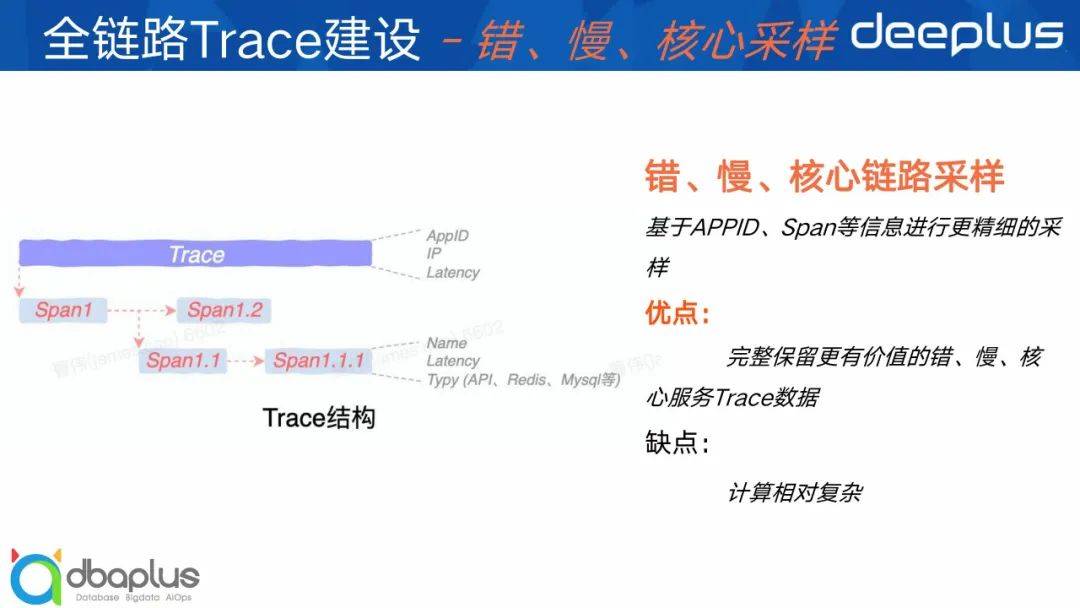 全链路Trace建设 - 错、慢、核心采样
deeplus
错、慢、核心链路采样
基于APPID、Span等信息进行更精细的采
样
优点：
完整保留更有价值的错、慢、核
心服务Trace数据
缺点：
计算相对复杂
Trace
AppID
IP
Latency
Span1
Span1.2
Span1.1
Span1.1.1
Name
Latency
Typy (API、Redis、Mysql等)
Trace结构
dbaplus
Database Bigdata AiOps